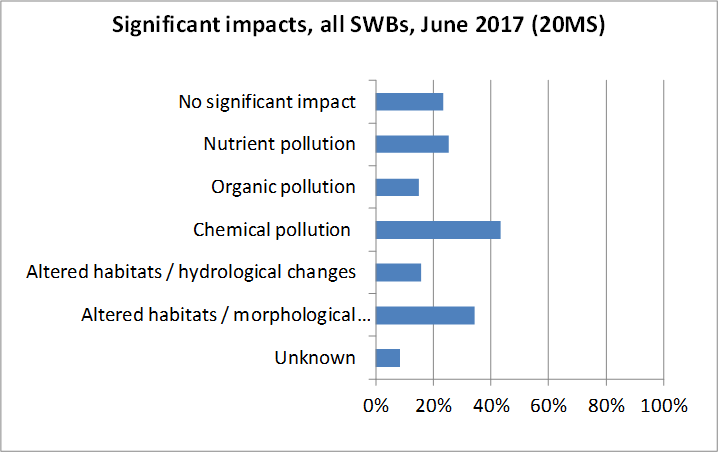 Significant impacts, all SWBs, June 2017 (20MS)
No significant impact
Nutrient pollution
Organic pollution
Chemical pollution
Altered habitats / hydrological changes
Altered habitats / morphological...
Unknown
0% 20% 40% 60% 80% 100%